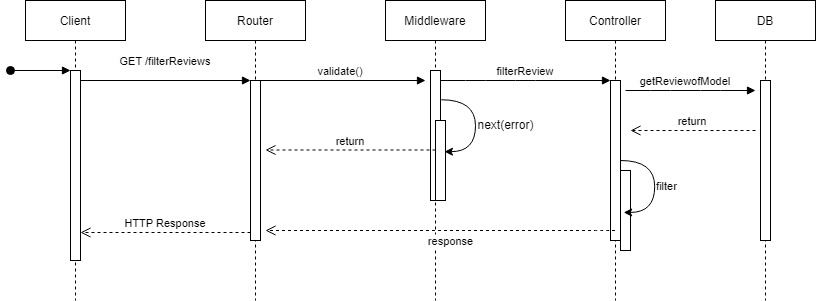 Client
Router
Middleware
Controller
DB
GET /filterReviews
validate()
filterReview
getReviewofModel
next(error)
return
return
filter
HTTP Response
response